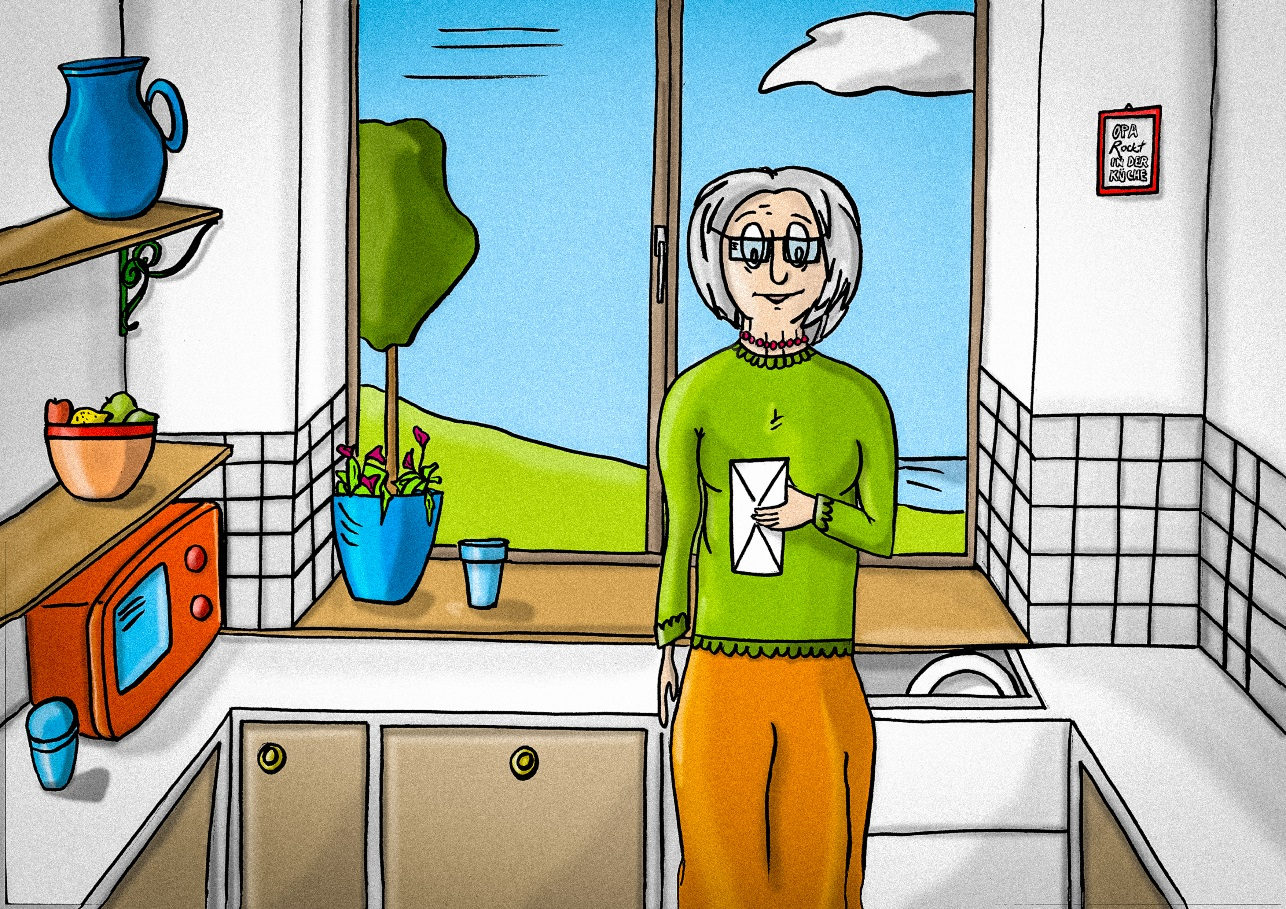 OPA
Rockt
IN DER
KÜCHE